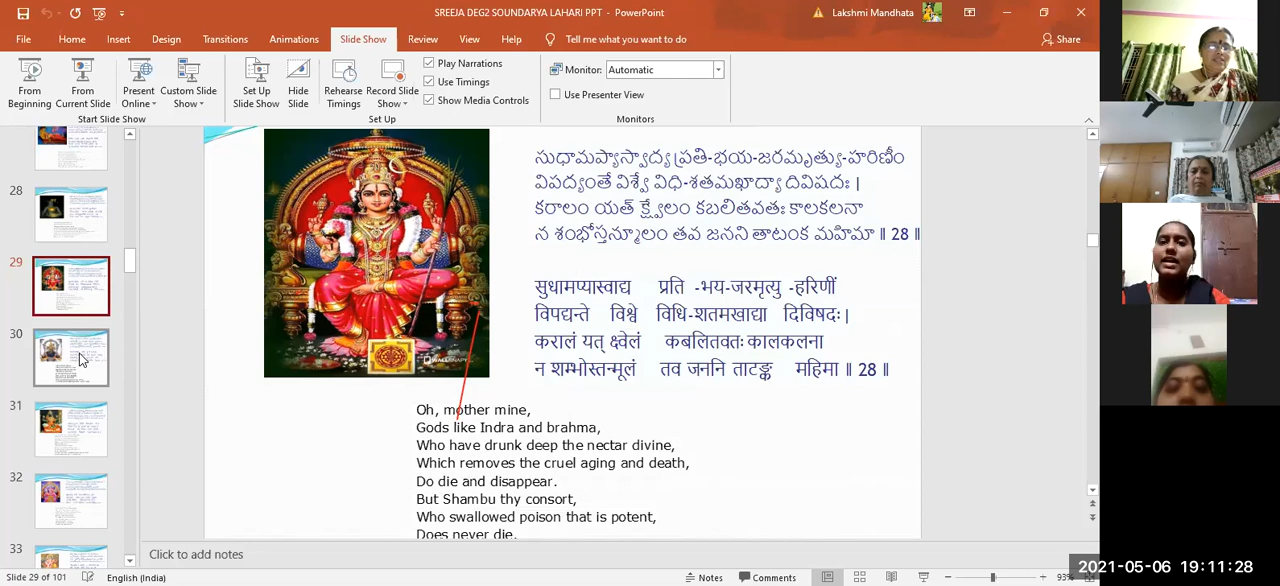 SREEJA DEG2 SOUNDARYA LAHARI PPT - PowerPoint
Lakshmi Mandhata
File Home Insert Design Transitions Animations Slide Show Review View Help Tell me what you want to do
Share
From Beginning
From Current Slide
Present Online
Custom Slide Show
Start Slide Show
Set Up Slide Show
Hide Slide
Rehearse Timings
Record Slide Show
Play Narrations
Use Timings
Show Media Controls
Set Up
Monitor: Automatic
Use Presenter View
Monitors
28
29
30
31
32
33
సుధామప్యాస్వాద్య ప్రతి-భయ-జరమృత్యు-హరిణీం
విపద్యంతే విశ్వే విధి-శతమఖాద్యా దివిషదః |
కరాలం యత్ క్ష్వేలం కబలితవతః కాలకలనా
న శంభోస్తన్మూలం తవ జనని తాటంక మహిమా ‖ 28 ‖
सुधामप्यास्वाद्य प्रति -भय-जरमृत्यु -हरिणीं
विपद्यन्ते विश्वे विधि-शतमखाद्या दिविषदः |
करालं यत् क्ष्वेलं कबलितवतः कालकलना
न शम्भोस्तन्मूलं तव जननि ताटङ्क महिमा ‖ 28 ‖
Oh, mother mine,
Gods like Indra and brahma,
Who have drunk deep the nectar divine,
Which removes the cruel aging and death,
Do die and disappear.
But Shambu thy consort,
Who swallowed poison that is potent,
Does never die,
Click to add notes
Slide 29 of 101 English (India)
Notes Comments 93%
2021-05-06 19:11:28